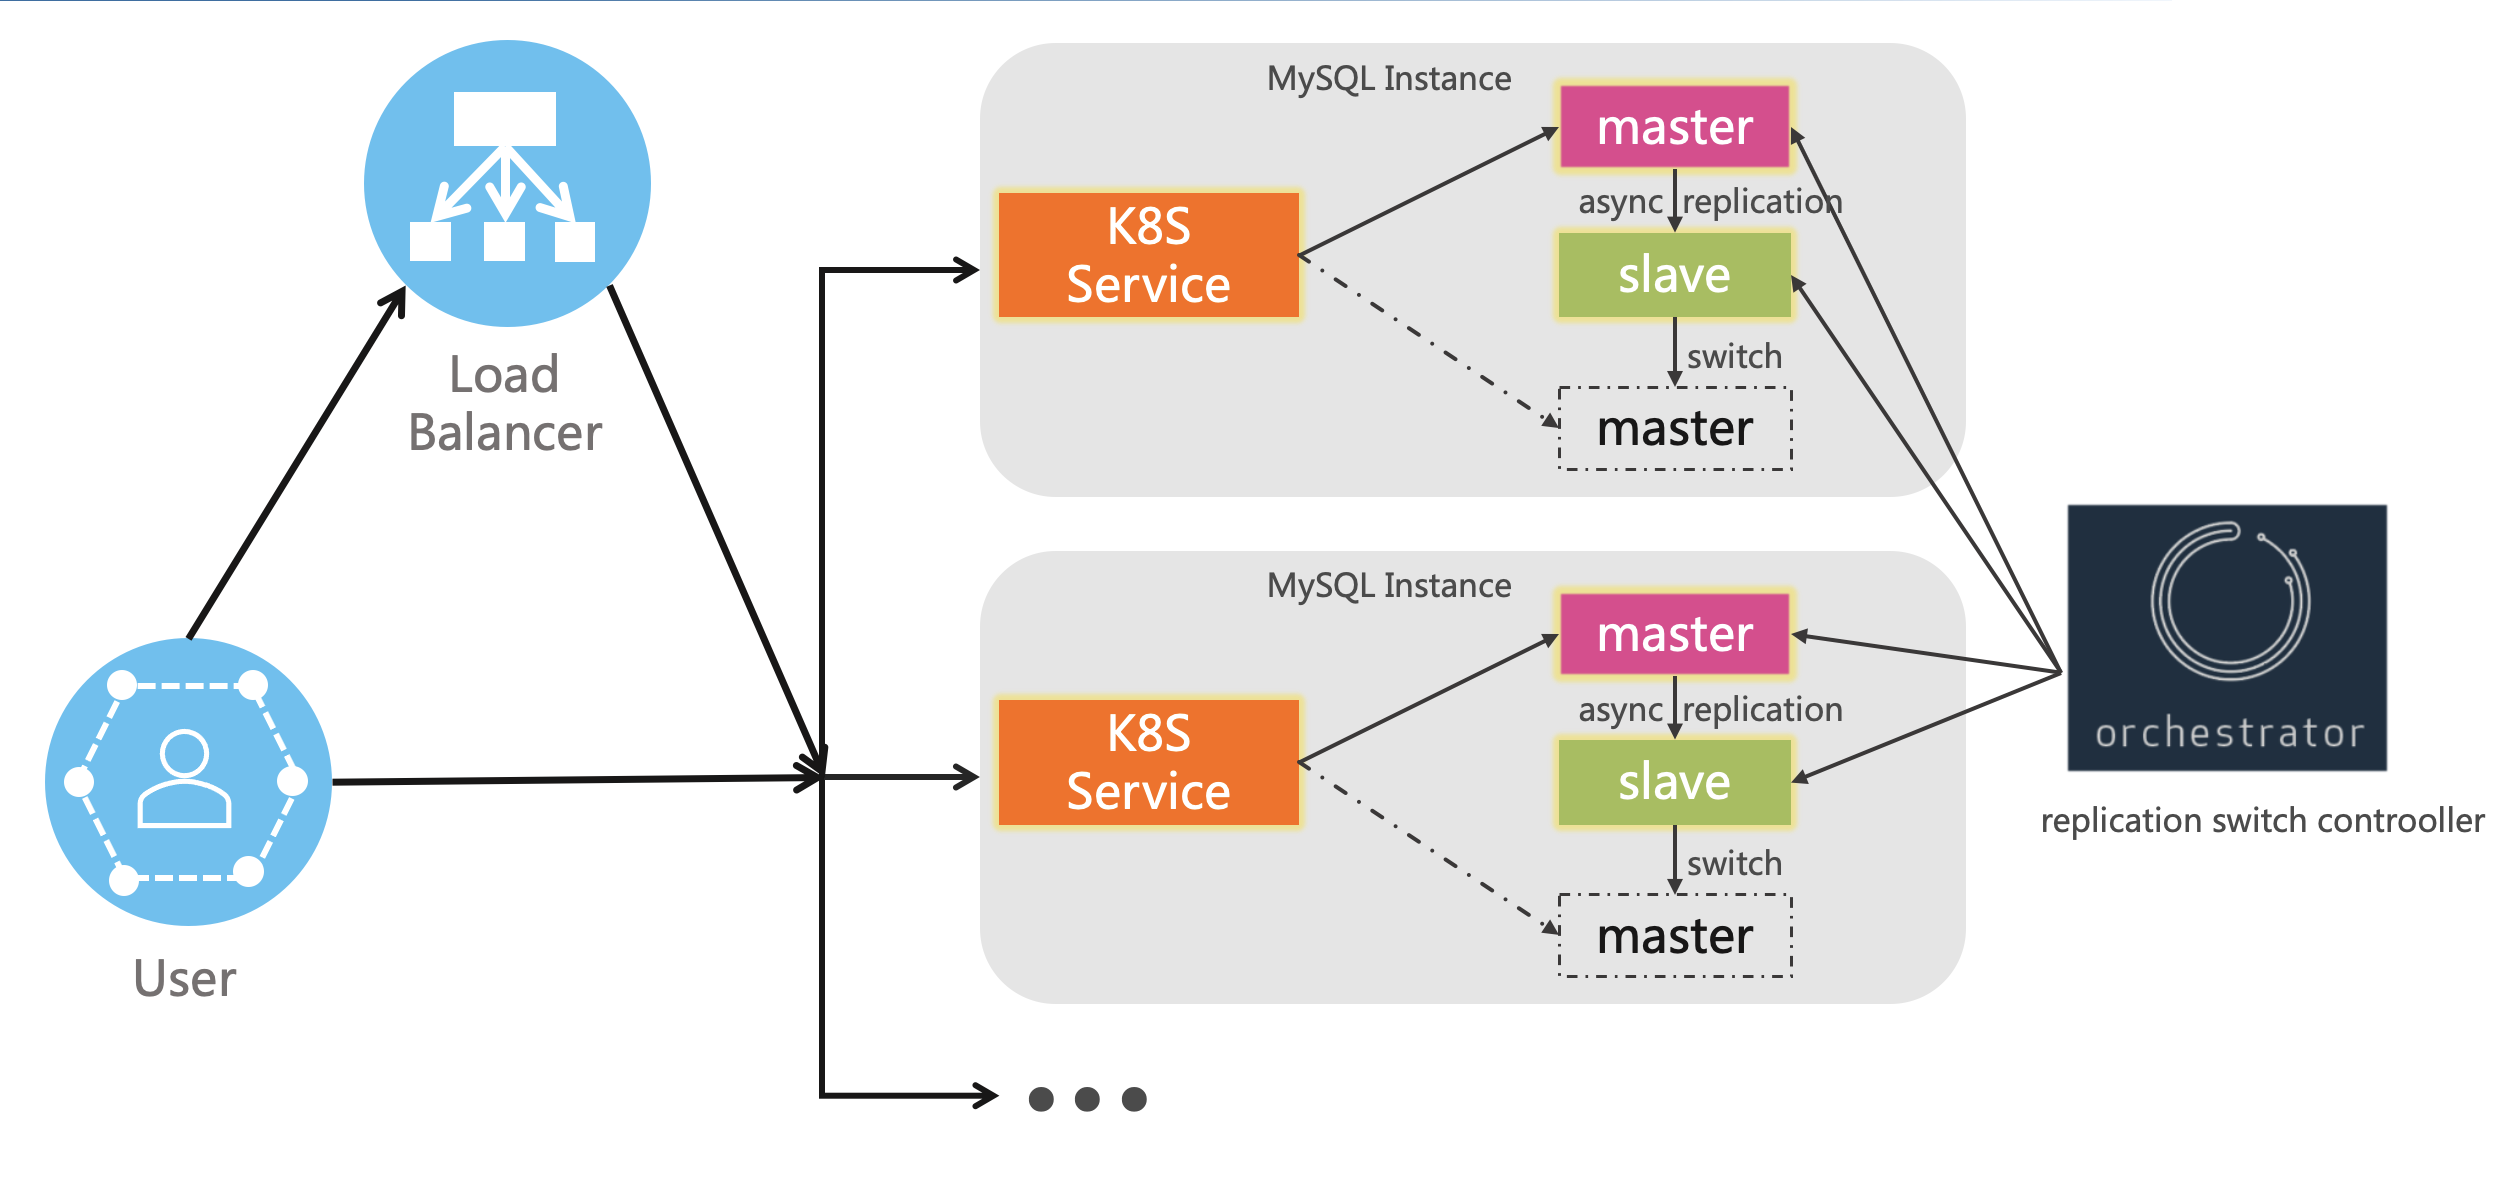 Load
Balancer
User
MySQL Instance
K8S
Service
master
async replication
slave
switch
master
MySQL Instance
K8S
Service
master
async replication
slave
switch
master
orchestrator
replication switch controoller